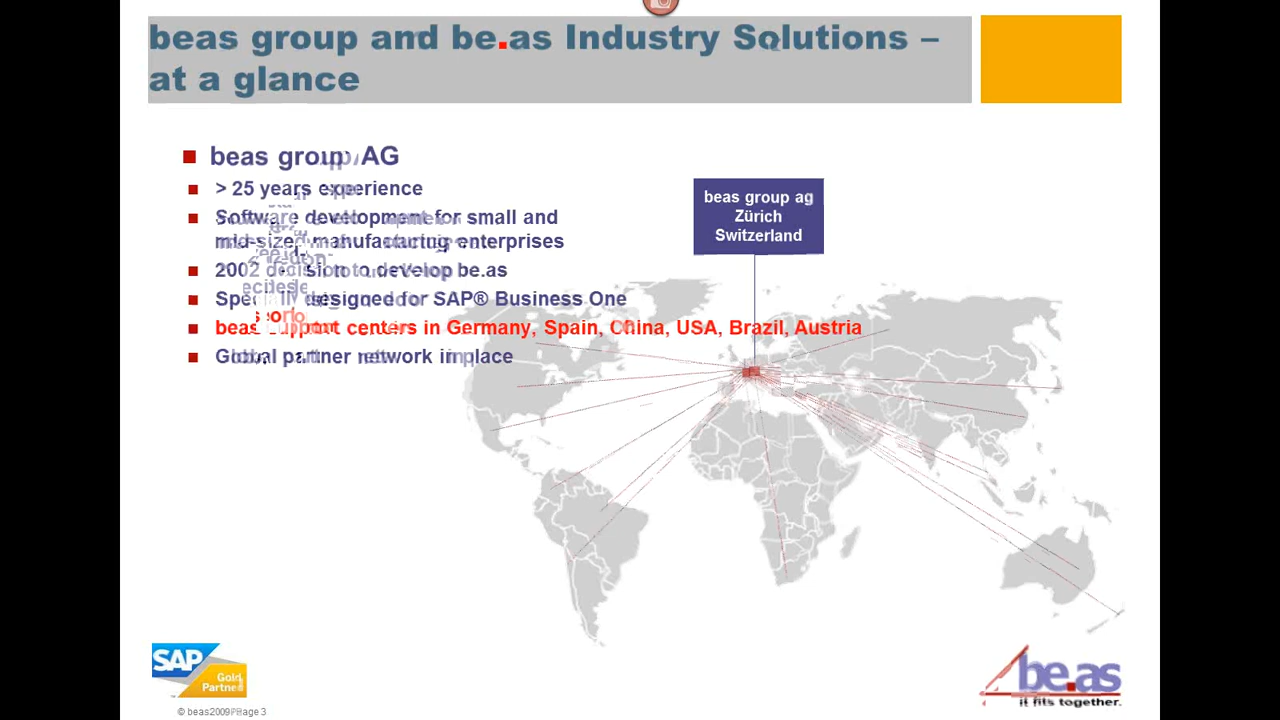 beas group and be.as Industry Solutions –
at a glance
beas group AG
> 25 years experience
Software development for small and
mid-sized manufacturing enterprises
2002 decision to develop be.as
Specially designed for SAP® Business One
beas support centers in Germany, Spain, China, USA, Brazil, Austria
Global partner network in place
beas group ag
Zürich
Switzerland
SAP
Gold
Partner
be.as
it fits together.
© beas2009 Page 3